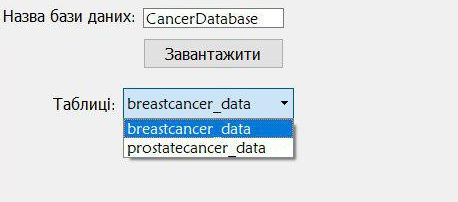 Назва бази даних: CancerDatabase
Завантажити
Таблиці: breastcancer_data
breastcancer_data
prostatecancer_data